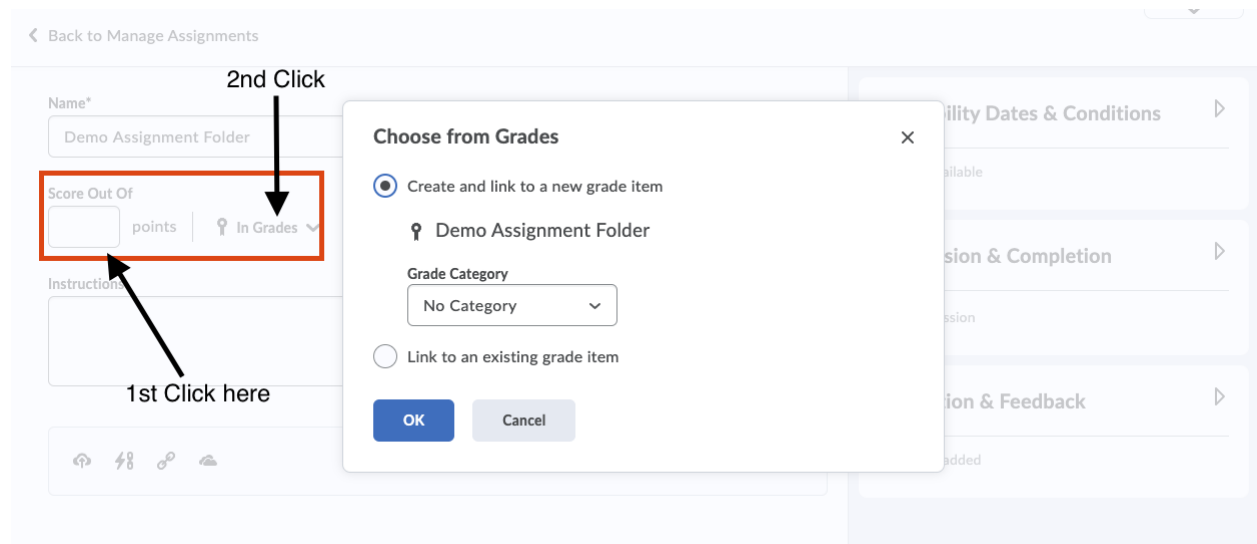 Back to Manage Assignments
2nd Click
Name*
Demo Assignment Folder
Score Out Of
points
In Grades
Instructions
1st Click here
Choose from Grades
Create and link to a new grade item
Demo Assignment Folder
Grade Category
No Category
Link to an existing grade item
OK
Cancel
ility Dates & Conditions
ailable
sion & Completion
ssion
ion & Feedback
added